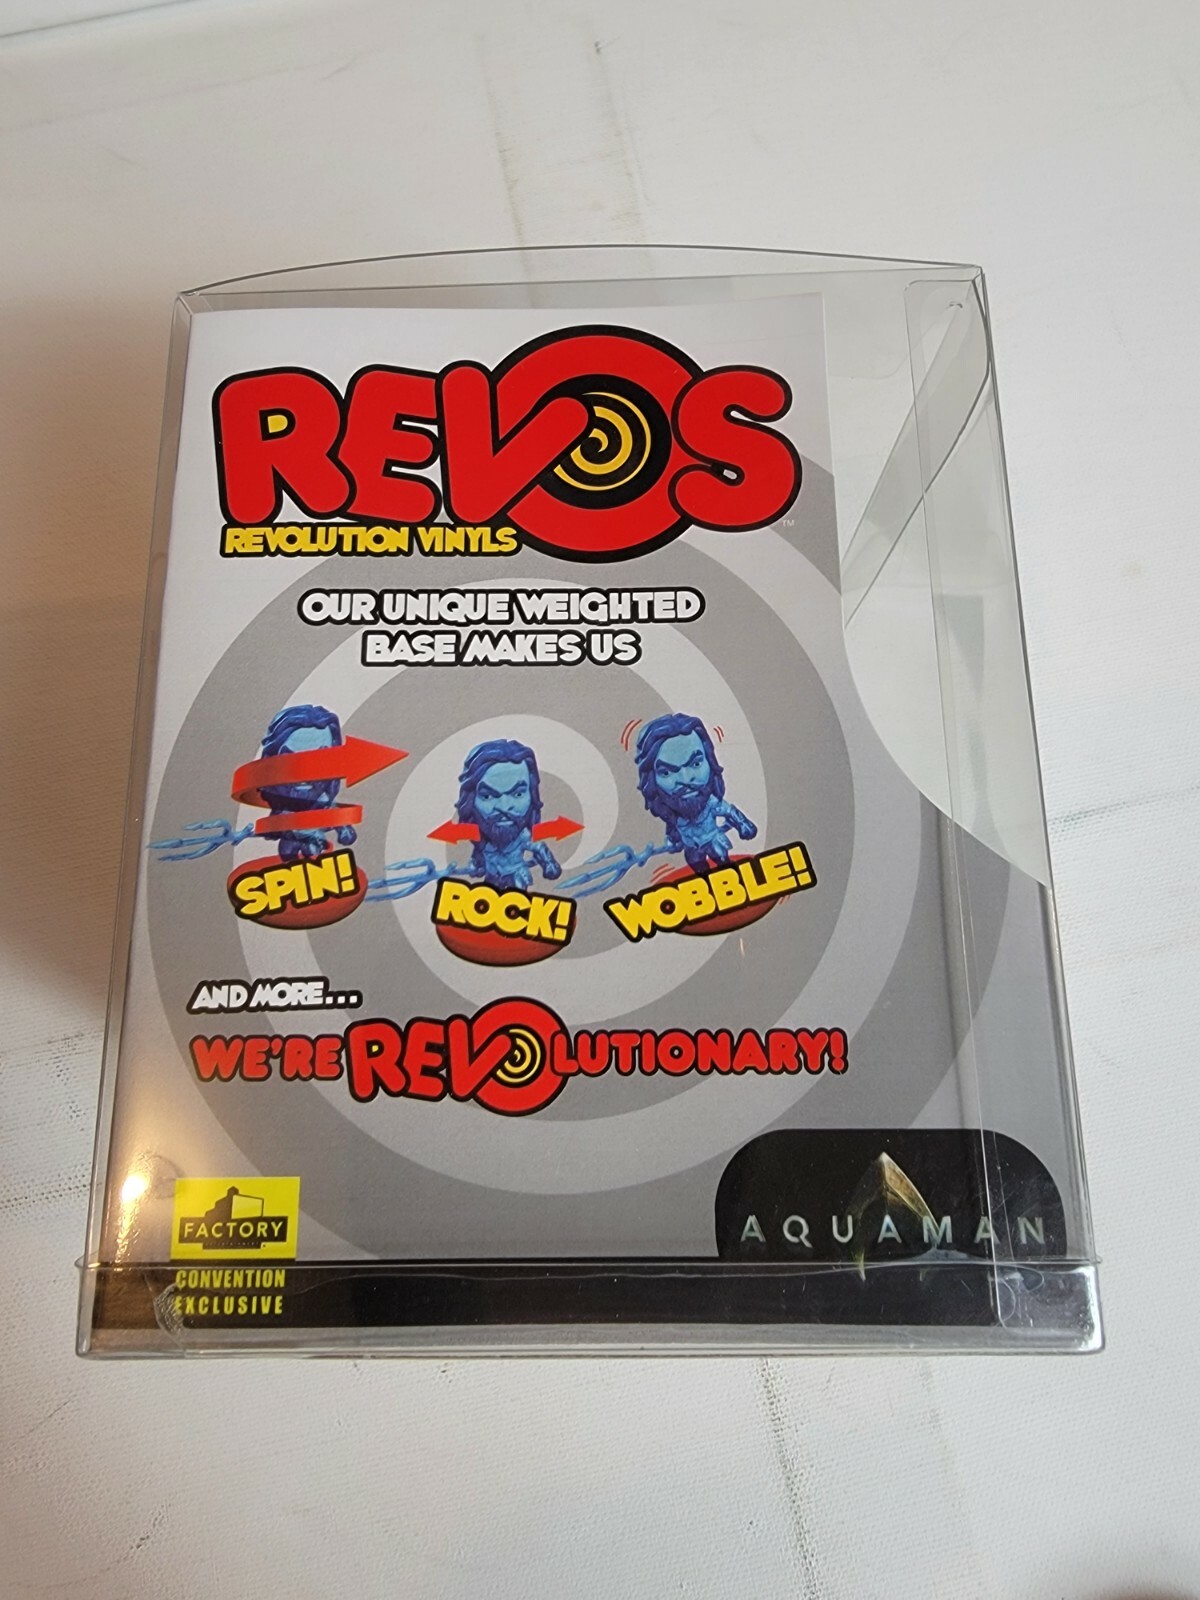 REVOS
TM
REVOLUTION VINYLS
OUR UNIQUE WEIGHTED
BASE MAKES US
SPIN!
ROCK!
WOBBLE!
AND MORE...
WE'RE REVOLUTIONARY!
FACTORY
CONVENTION
EXCLUSIVE
AQUAMAN